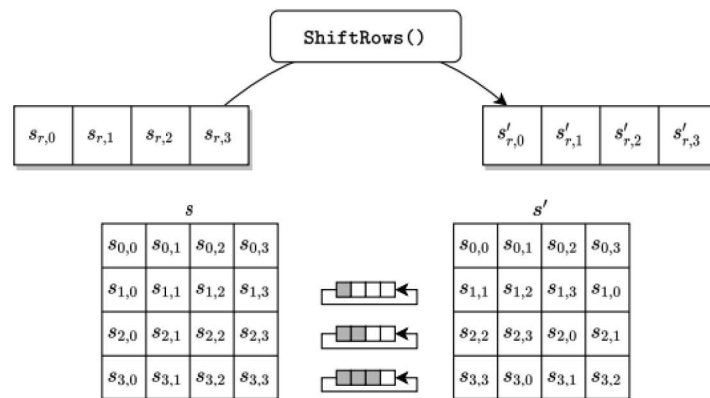 ShiftRows()
s_{r,0} s_{r,1} s_{r,2} s_{r,3} s'_{r,0} s'_{r,1} s'_{r,2} s'_{r,3}
s s'
s_{0,0} s_{0,1} s_{0,2} s_{0,3} s_{0,0} s_{0,1} s_{0,2} s_{0,3}
s_{1,0} s_{1,1} s_{1,2} s_{1,3} s_{1,1} s_{1,2} s_{1,3} s_{1,0}
s_{2,0} s_{2,1} s_{2,2} s_{2,3} s_{2,2} s_{2,3} s_{2,0} s_{2,1}
s_{3,0} s_{3,1} s_{3,2} s_{3,3} s_{3,3} s_{3,0} s_{3,1} s_{3,2}